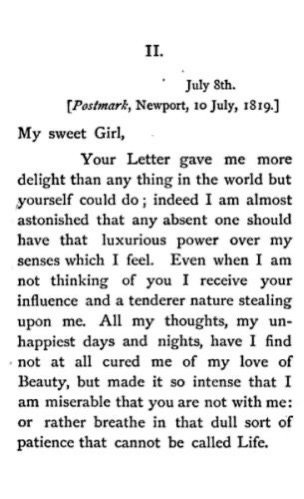 II.
July 8th.
[Postmark, Newport, 10 July, 1819.]
My sweet Girl,
Your Letter gave me more
delight than any thing in the world but
yourself could do; indeed I am almost
astonished that any absent one should
have that luxurious power over my
senses which I feel. Even when I am
not thinking of you I receive your
influence and a tenderer nature stealing
upon me. All my thoughts, my un-
happiest days and nights, have I find
not at all cured me of my love of
Beauty, but made it so intense that I
am miserable that you are not with me:
or rather breathe in that dull sort of
patience that cannot be called Life.